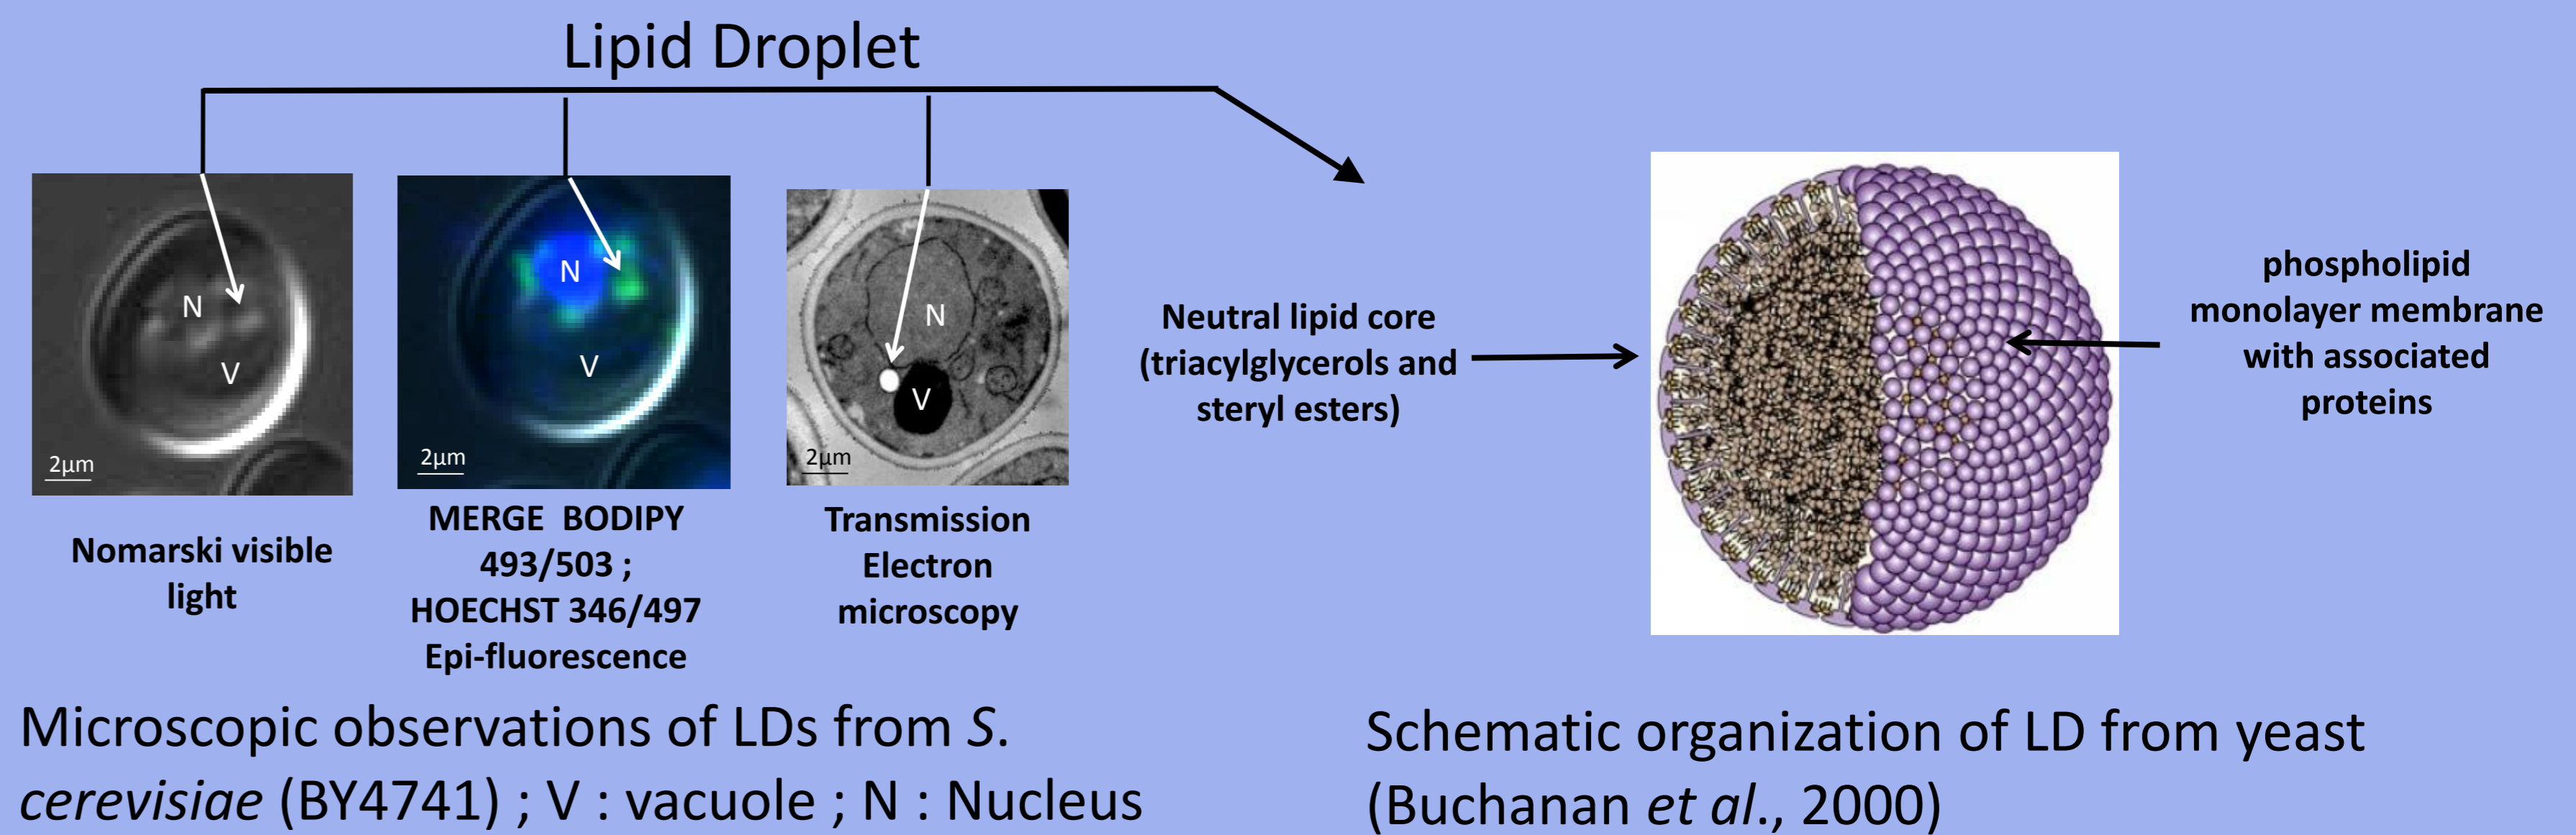 Lipid Droplet
N
V
2µm
Nomarski visible
light
N
V
2µm
MERGE  BODIPY
493/503 ;
HOECHST 346/497
Epi-fluorescence
N
V
2µm
Transmission
Electron
microscopy
Neutral lipid core
(triacylglycerols and
steryl esters)
phospholipid
monolayer membrane
with associated
proteins
Microscopic observations of LDs from S.
cerevisiae (BY4741) ; V : vacuole ; N : Nucleus
Schematic organization of LD from yeast
(Buchanan et al., 2000)